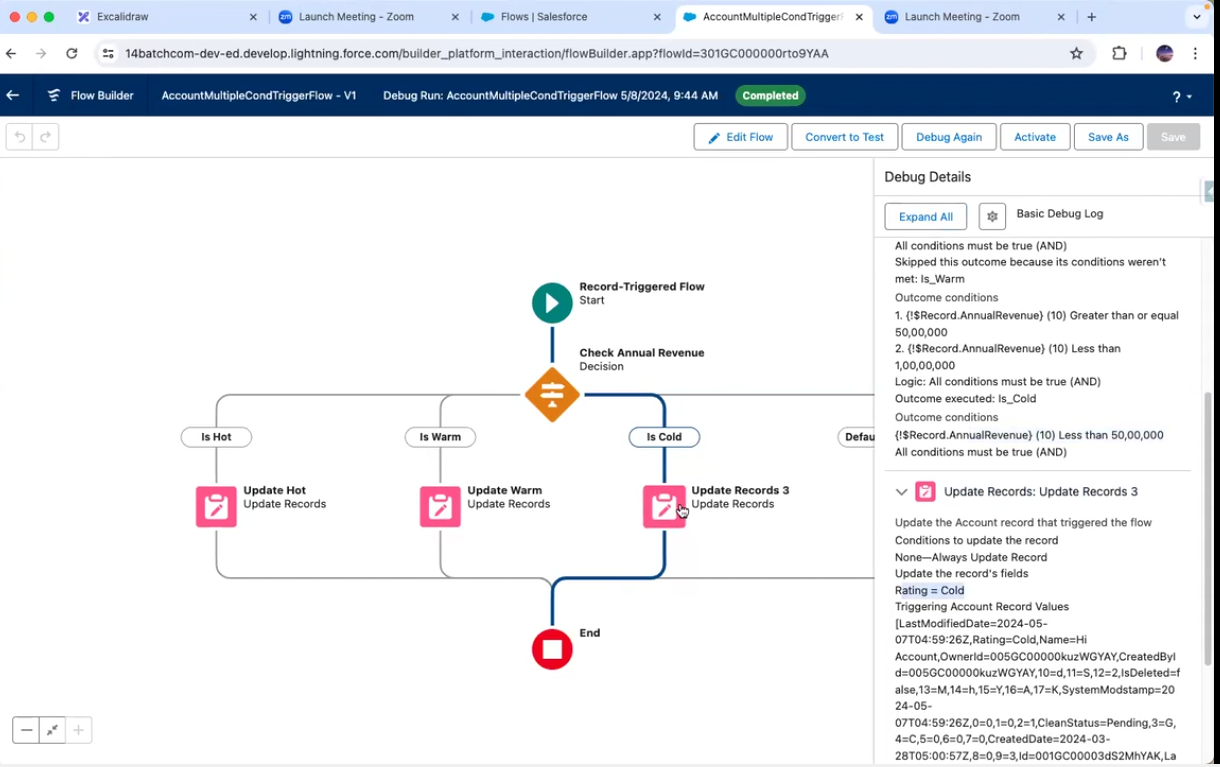 Excalidraw
zm Launch Meeting - Zoom
Flows | Salesforce
AccountMultipleCondTriggerF
zm Launch Meeting - Zoom
14batchcom-dev-ed.develop.lightning.force.com/builder_platform_interaction/flowBuilder.app?flowId=301GC000000rto9YAA
Flow Builder
AccountMultipleCondTriggerFlow - V1
Debug Run: AccountMultipleCondTriggerFlow 5/8/2024, 9:44 AM
Completed
?
Edit Flow
Convert to Test
Debug Again
Activate
Save As
Save
Record-Triggered Flow
Start
Check Annual Revenue
Decision
Is Hot
Is Warm
Is Cold
Defau
Update Hot
Update Records
Update Warm
Update Records
Update Records 3
Update Records
End
Debug Details
Expand All
Basic Debug Log
All conditions must be true (AND)
Skipped this outcome because its conditions weren't
met: Is_Warm
Outcome conditions
1. {!$Record.AnnualRevenue} (10) Greater than or equal
50,00,000
2. {!$Record.AnnualRevenue} (10) Less than
1,00,00,000
Logic: All conditions must be true (AND)
Outcome executed: Is_Cold
Outcome conditions
{!$Record.AnnualRevenue} (10) Less than 50,00,000
All conditions must be true (AND)
Update Records: Update Records 3
Update the Account record that triggered the flow
Conditions to update the record
None—Always Update Record
Update the record's fields
Rating = Cold
Triggering Account Record Values
[LastModifiedDate=2024-05-
07T04:59:26Z,Rating=Cold,Name=Hi
Account,OwnerId=005GC00000kuzWGYAY,CreatedByI
d=005GC00000kuzWGYAY,10=d,11=S,12=2,IsDeleted=f
alse,13=M,14=h,15=Y,16=A,17=K,SystemModstamp=20
24-05-
07T04:59:26Z,0=0,1=0,2=1,CleanStatus=Pending,3=G,
4=C,5=0,6=0,7=0,CreatedDate=2024-03-
28T05:00:57Z,8=0,9=3,Id=001GC00003dS2MhYAK,La